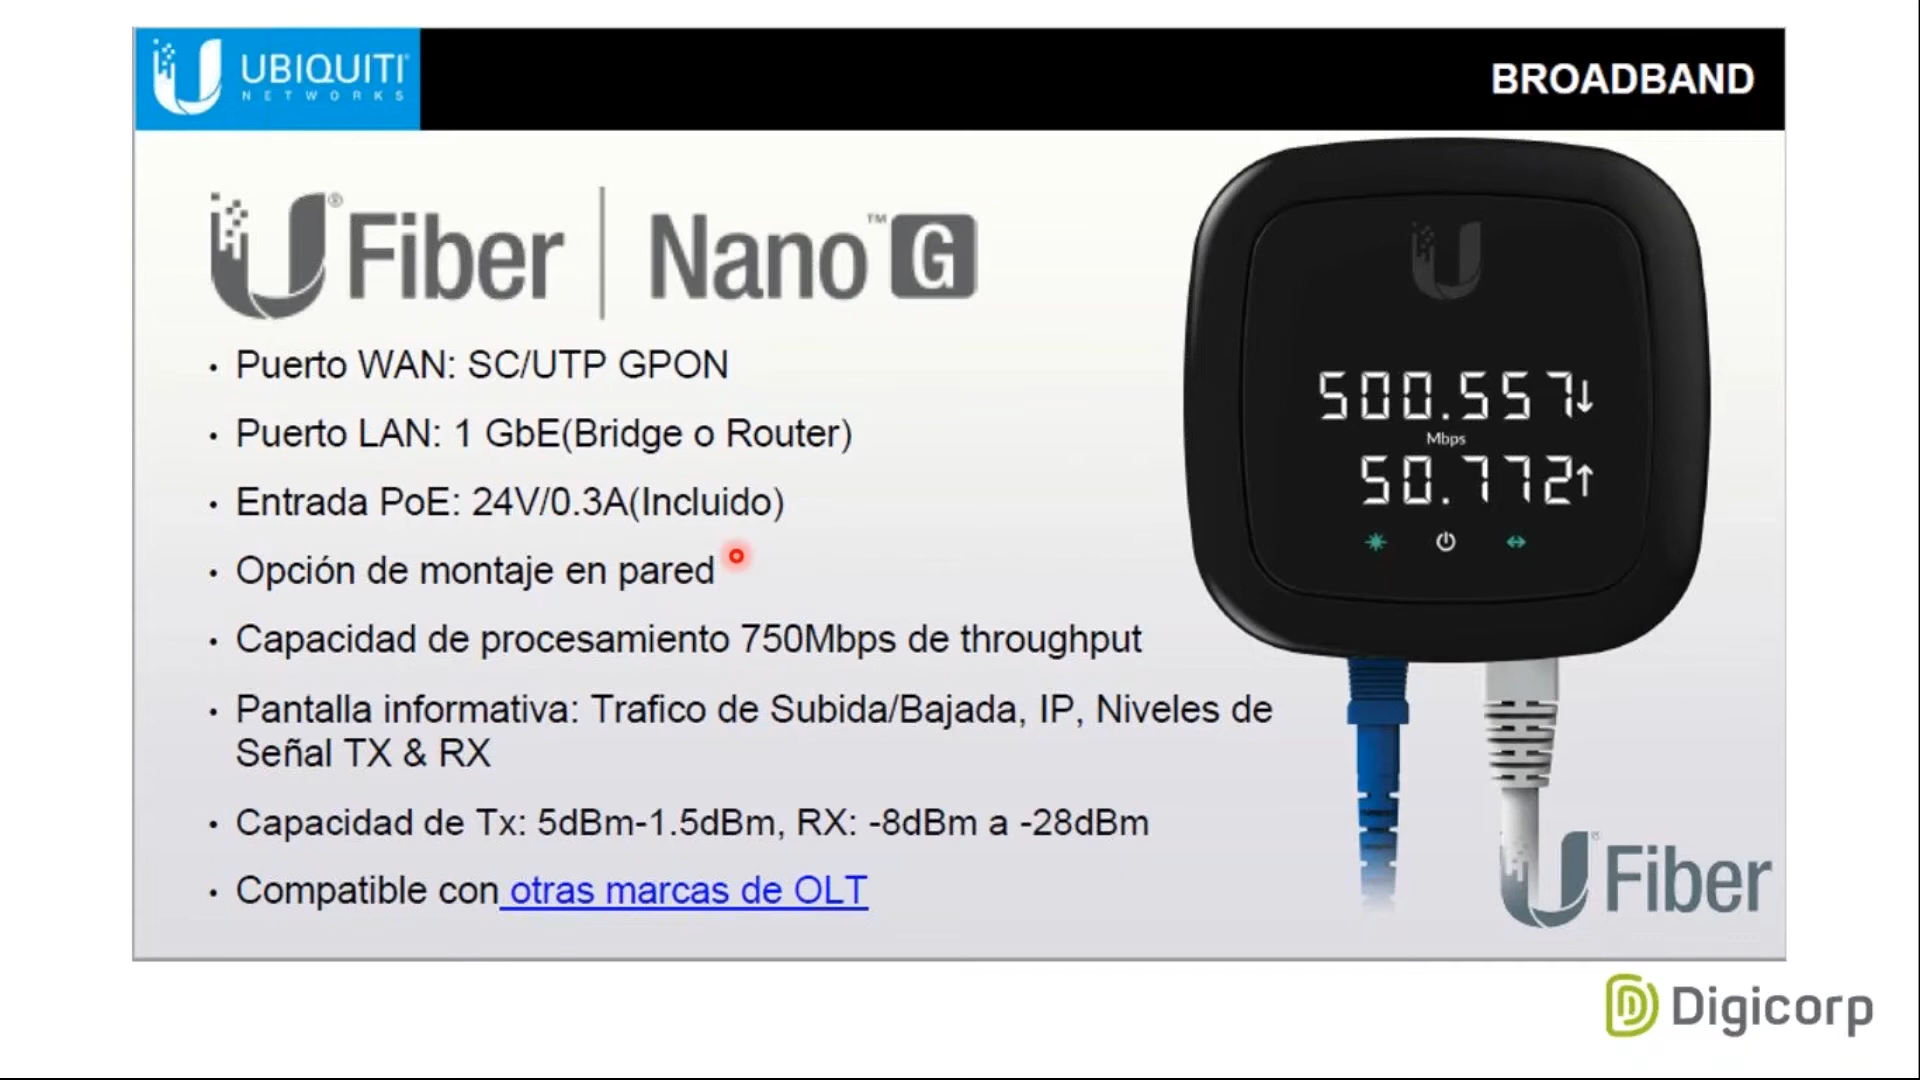 UBIQUITI
NETWORKS
BROADBAND
U® Fiber | Nano™ G
• Puerto WAN: SC/UTP GPON
• Puerto LAN: 1 GbE(Bridge o Router)
• Entrada PoE: 24V/0.3A(Incluido)
• Opción de montaje en pared
• Capacidad de procesamiento 750Mbps de throughput
• Pantalla informativa: Trafico de Subida/Bajada, IP, Niveles de
Señal TX & RX
• Capacidad de Tx: 5dBm-1.5dBm, RX: -8dBm a -28dBm
• Compatible con otras marcas de OLT
U
500.557↓
Mbps
50.772↑
U Fiber
Digicorp